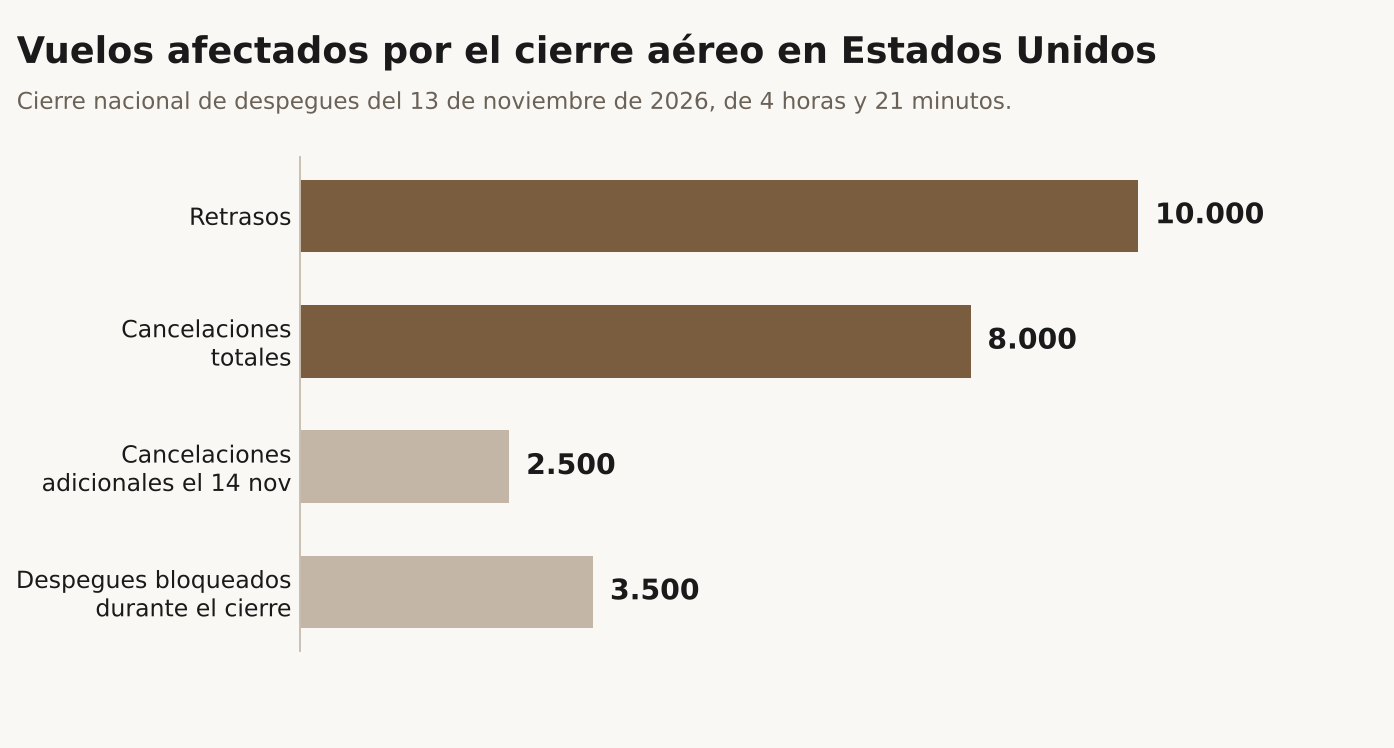 Vuelos afectados por el cierre aéreo en Estados Unidos
Cierre nacional de despegues del 13 de noviembre de 2026, de 4 horas y 21 minutos.
Retrasos
10.000
Cancelaciones
totales
8.000
Cancelaciones
adicionales el 14 nov
2.500
Despegues bloqueados
durante el cierre
3.500